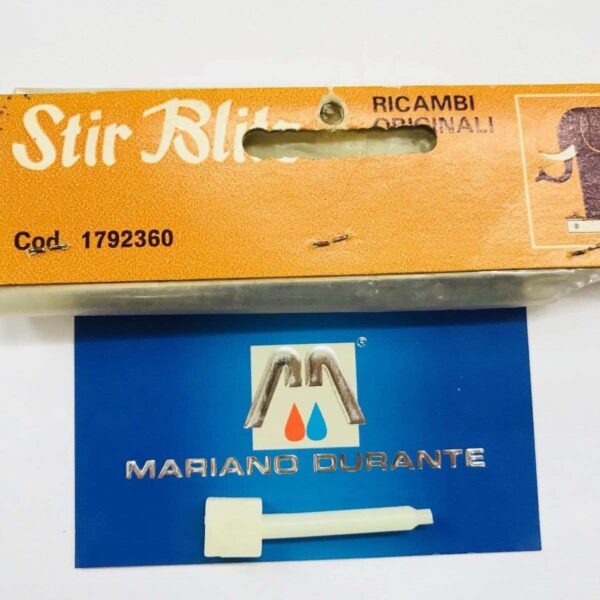 Stir Blitz
RICAMBI
ORIGINALI
Cod. 1792360
®
MARIANO DURANTE